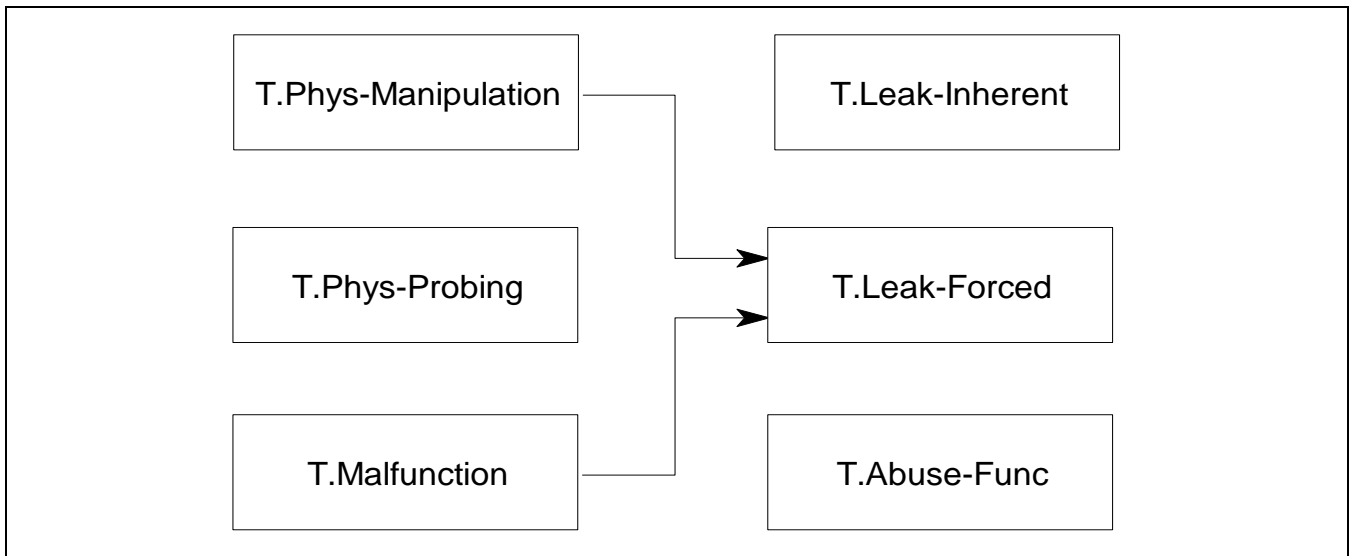 T.Phys-Manipulation
T.Leak-Inherent
T.Phys-Probing
T.Leak-Forced
T.Malfunction
T.Abuse-Func